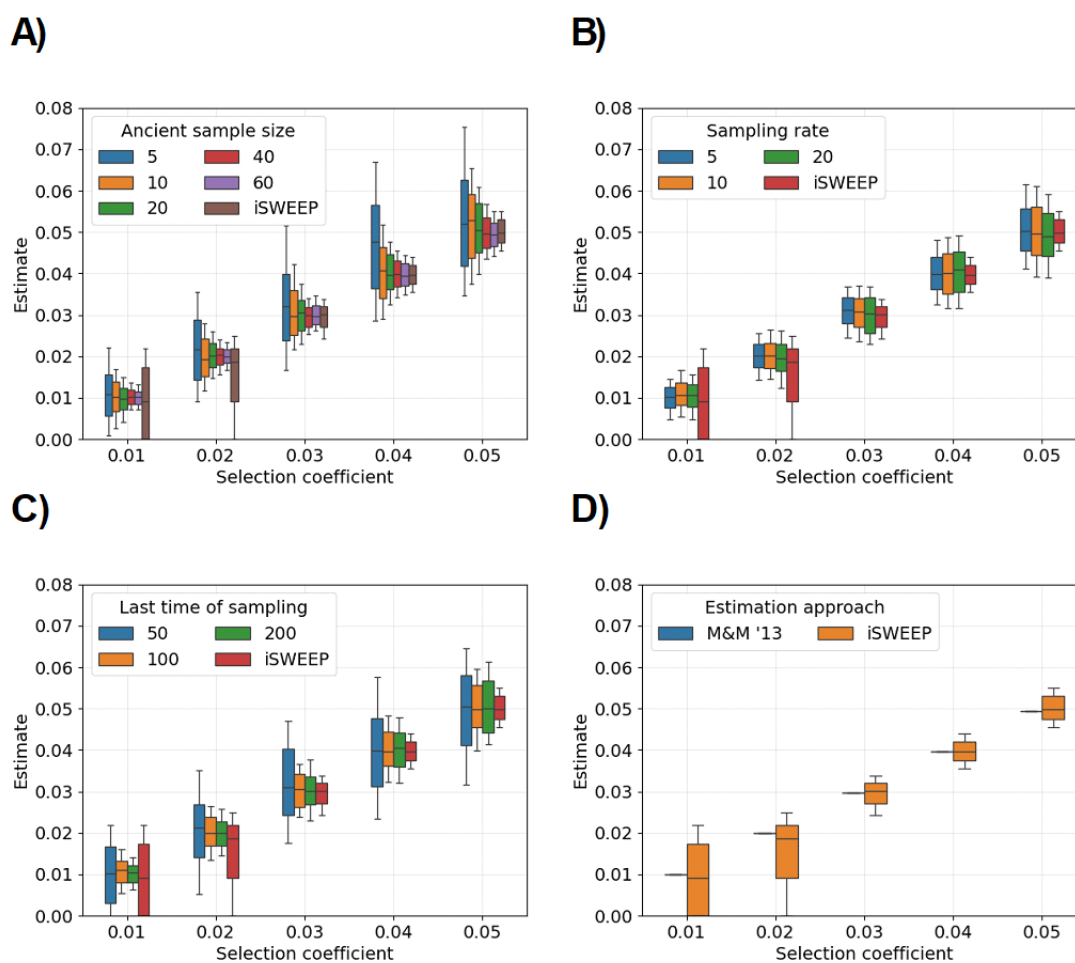 A)
B)
0.08
0.07
0.06
0.05
0.04
0.03
0.02
0.01
0.00
Estimate
Ancient sample size
5 40
10 60
20 iSWEEP
0.01 0.02 0.03 0.04 0.05
Selection coefficient
0.08
0.07
0.06
0.05
0.04
0.03
0.02
0.01
0.00
Estimate
Sampling rate
5 20
10 iSWEEP
0.01 0.02 0.03 0.04 0.05
Selection coefficient
C)
D)
0.08
0.07
0.06
0.05
0.04
0.03
0.02
0.01
0.00
Estimate
Last time of sampling
50 200
100 iSWEEP
0.01 0.02 0.03 0.04 0.05
Selection coefficient
0.08
0.07
0.06
0.05
0.04
0.03
0.02
0.01
0.00
Estimate
Estimation approach
M&M '13 iSWEEP
0.01 0.02 0.03 0.04 0.05
Selection coefficient